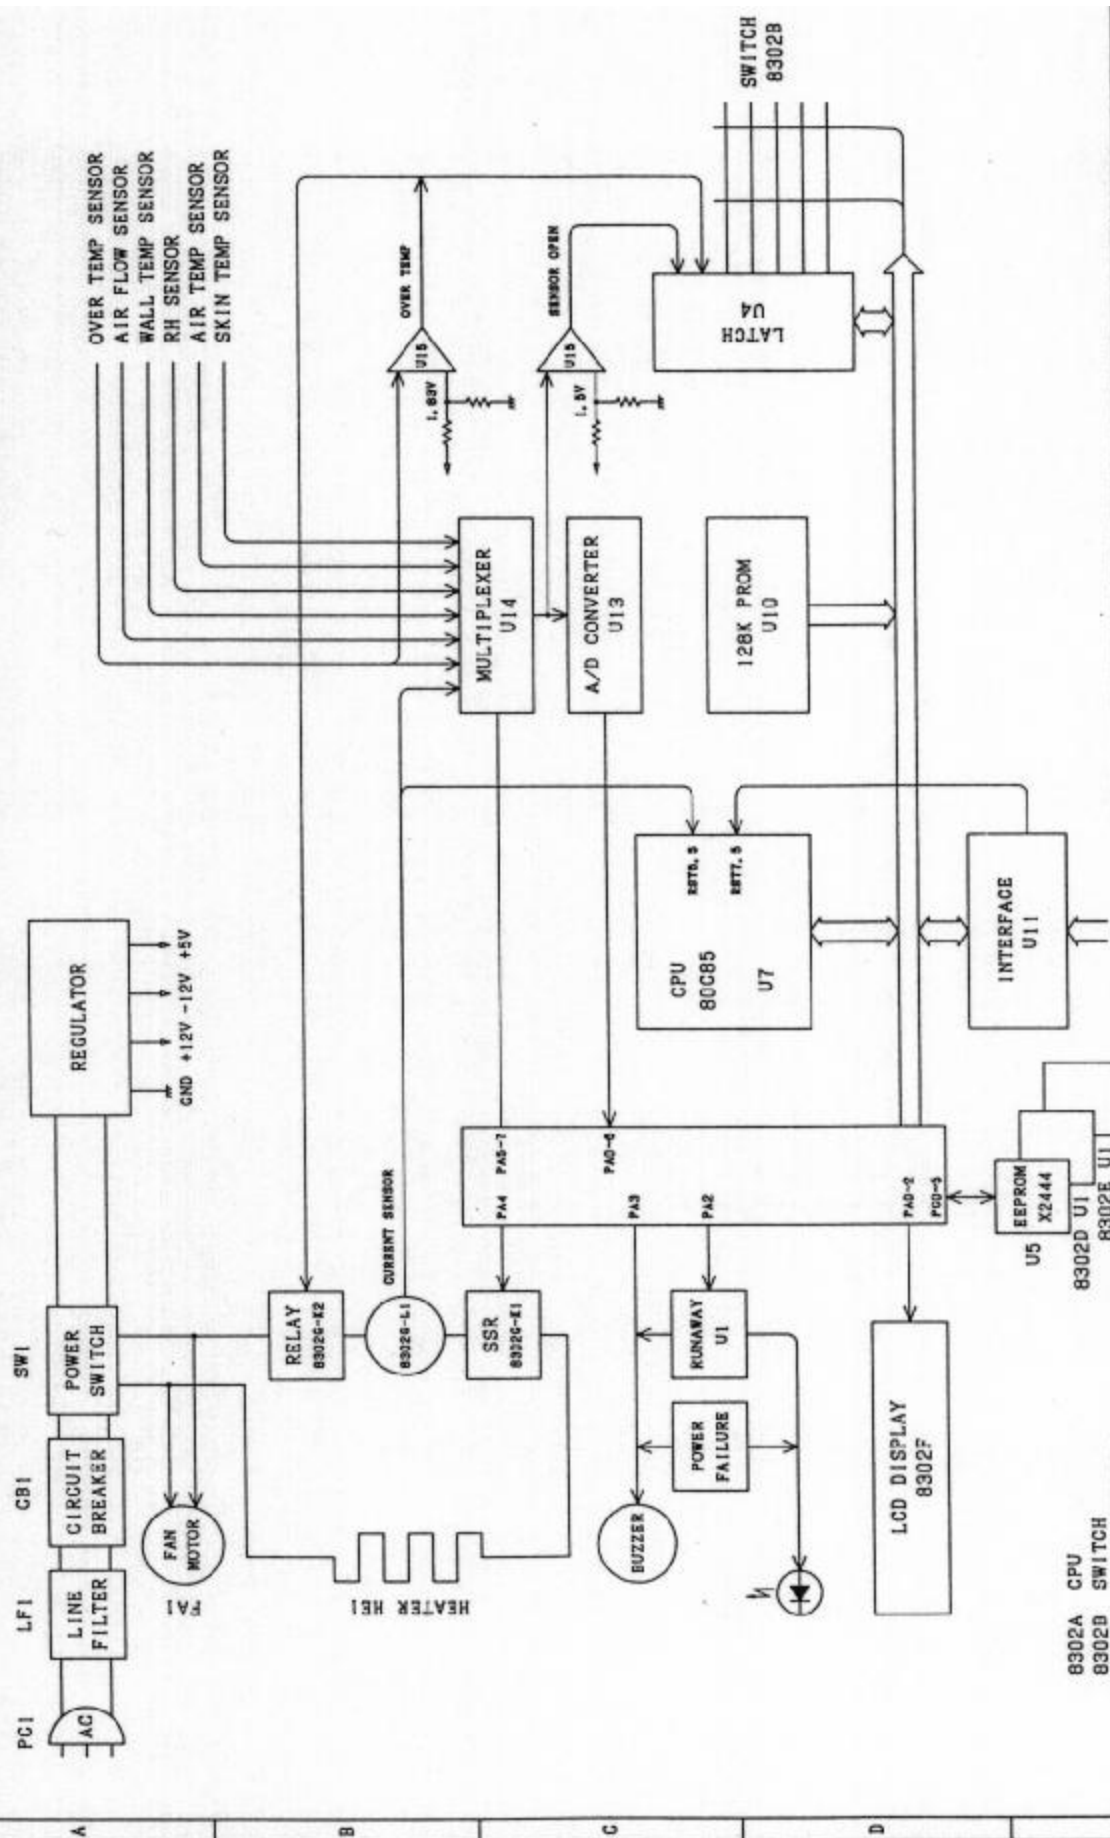 PC1
LF1
CB1
SW1
AC
LINE
FILTER
CIRCUIT
BREAKER
POWER
SWITCH
REGULATOR
GND +12V -12V +5V
OVER TEMP SENSOR
AIR FLOW SENSOR
WALL TEMP SENSOR
RH SENSOR
AIR TEMP SENSOR
SKIN TEMP SENSOR
FAN
MOTOR
FA1
HEATER HE1
RELAY
8302G-K2
CURRENT SENSOR
8302G-L1
SSR
8302G-K1
OVER TEMP
U15
1.83V
SENSOR OPEN
U15
1.5V
MULTIPLEXER
U14
A/D CONVERTER
U13
128K PROM
U10
LATCH
U4
SWITCH
8302B
CPU
80C85
U7
RST7.5
INTERFACE
U11
PA4
PA5-7
PA0-6
PA3
PA2
PA0-2
BUZZER
RUNAWAY
U1
POWER
FAILURE
LCD DISPLAY
8302F
EEPROM
X2444
U5
8302D U1
8302E U1
8302A CPU
8302B SWITCH
A
B
C
D